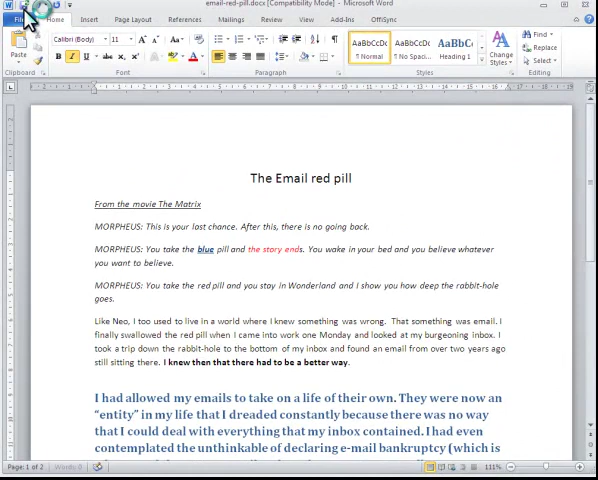 email-red-pill.docx [Compatibility Mode] - Microsoft Word
File Home Insert Page Layout References Mailings Review View Add-Ins OffiSync
Calibri (Body) 11
Paste
B I U
AaBbCcDc AaBbCcDc AaBbC
¶ Normal ¶ No Spaci... Heading 1
Change Styles
Find
Replace
Select
Clipboard Font Paragraph Styles Editing
The Email red pill
From the movie The Matrix
MORPHEUS: This is your last chance. After this, there is no going back.
MORPHEUS: You take the blue pill and the story ends. You wake in your bed and you believe whatever
you want to believe.
MORPHEUS: You take the red pill and you stay in Wonderland and I show you how deep the rabbit-hole
goes.
Like Neo, I too used to live in a world where I knew something was wrong. That something was email. I
finally swallowed the red pill when I came into work one Monday and looked at my burgeoning inbox. I
took a trip down the rabbit-hole to the bottom of my inbox and found an email from over two years ago
still sitting there. I knew then that there had to be a better way.
I had allowed my emails to take on a life of their own. They were now an
"entity" in my life that I dreaded constantly because there was no way
that I could deal with everything that my inbox contained. I had even
contemplated the unthinkable of declaring e-mail bankruptcy (which is
Page: 1 of 2 Words: 0 111%